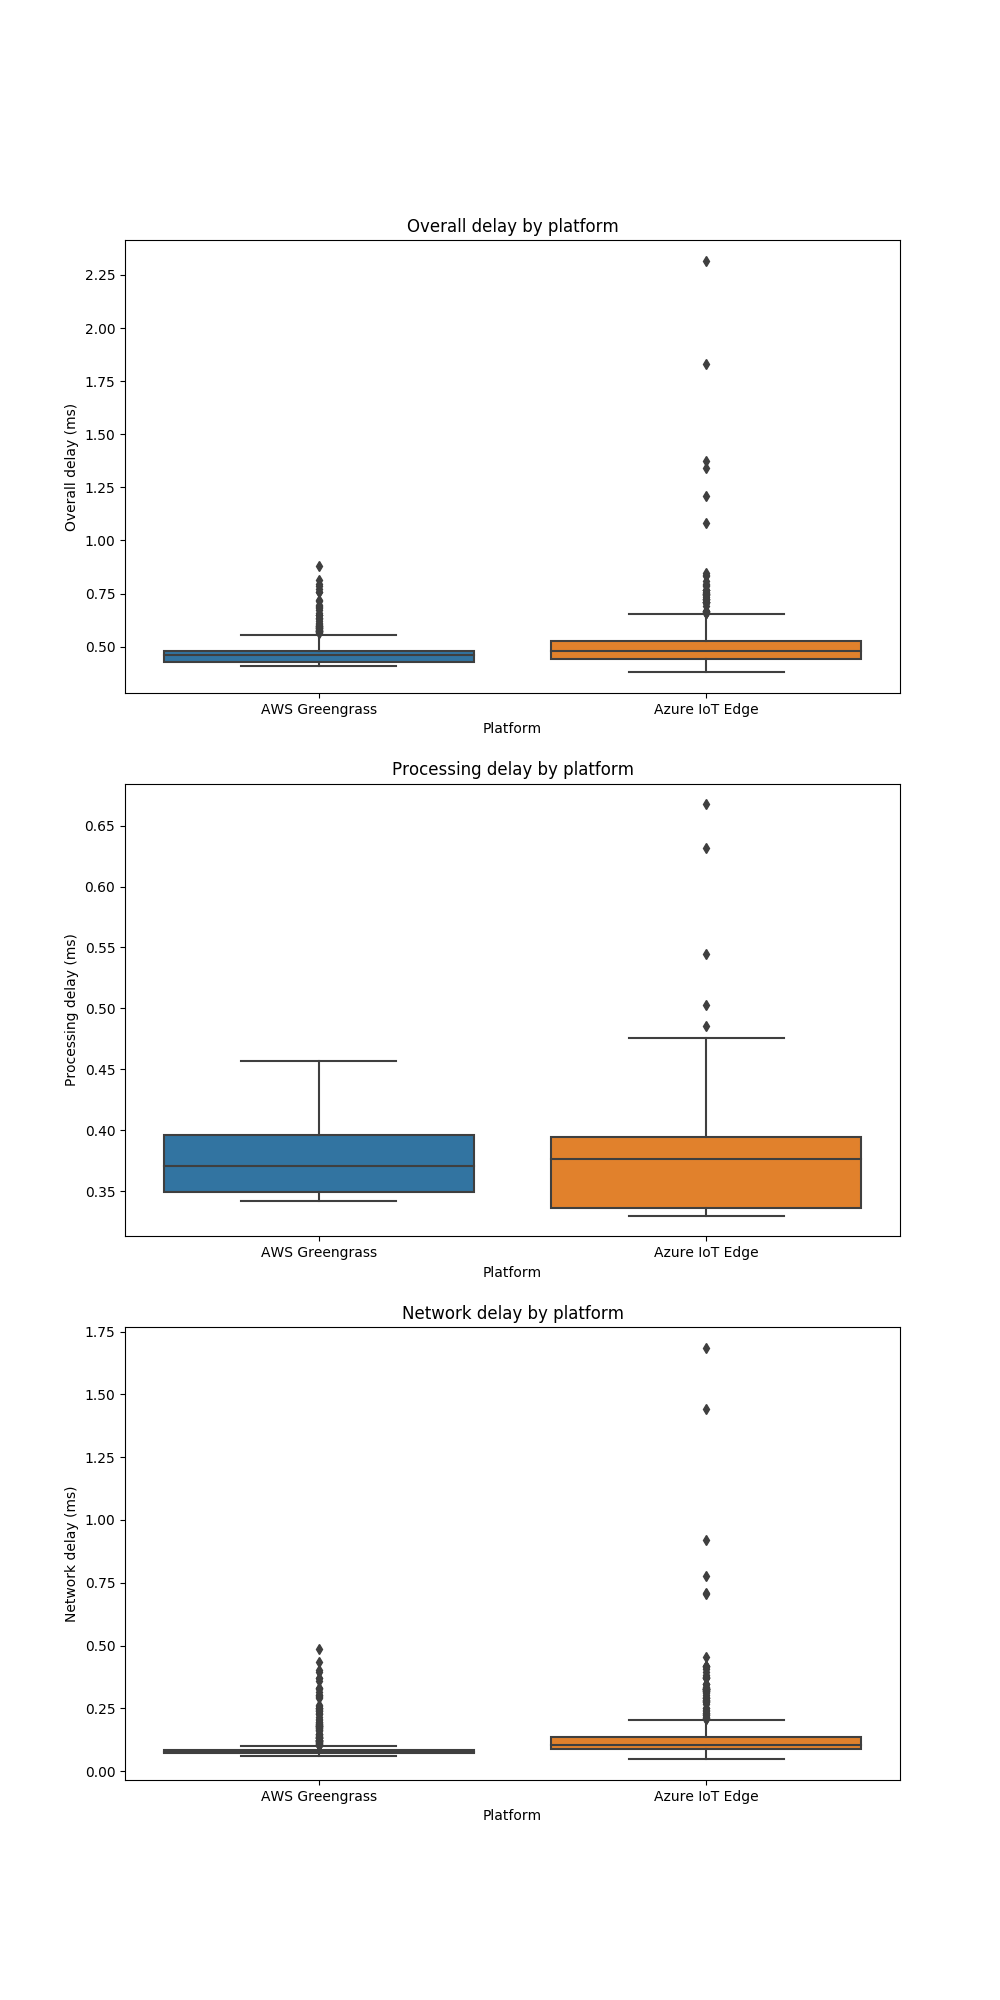 Overall delay by platform
2.25
2.00
1.75
1.50
1.25
1.00
0.75
0.50
Overall delay (ms)
AWS Greengrass Azure IoT Edge
Platform
Processing delay by platform
0.65
0.60
0.55
0.50
0.45
0.40
0.35
Processing delay (ms)
AWS Greengrass Azure IoT Edge
Platform
Network delay by platform
1.75
1.50
1.25
1.00
0.75
0.50
0.25
0.00
Network delay (ms)
AWS Greengrass Azure IoT Edge
Platform